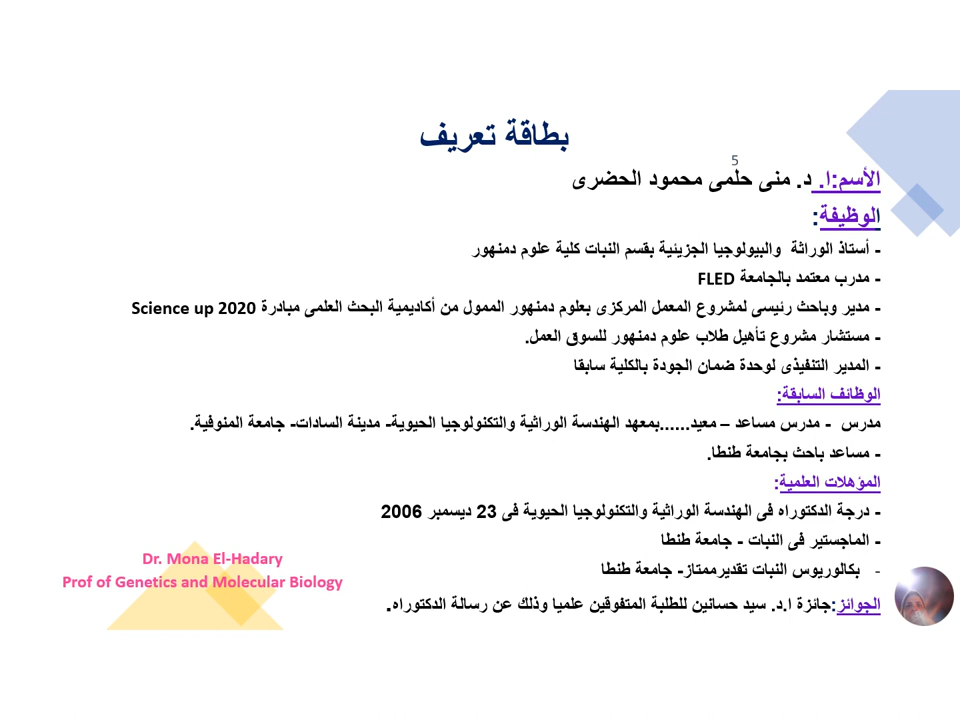 بطاقة تعريف
5
الأسم:ا. د. منى حلمى محمود الحضرى
الوظيفة:
- أستاذ الوراثة والبيولوجيا الجزيئية بقسم النبات كلية علوم دمنهور
- مدرب معتمد بالجامعة FLED
- مدير وباحث رئيسى لمشروع المعمل المركزى بعلوم دمنهور الممول من أكاديمية البحث العلمى مبادرة Science up 2020
- مستشار مشروع تأهيل طلاب علوم دمنهور للسوق العمل.
- المدير التنفيذى لوحدة ضمان الجودة بالكلية سابقا
الوظائف السابقة:
مدرس - مدرس مساعد – معيد......بمعهد الهندسة الوراثية والتكنولوجيا الحيوية- مدينة السادات- جامعة المنوفية.
- مساعد باحث بجامعة طنطا.
المؤهلات العلمية:
- درجة الدكتوراه فى الهندسة الوراثية والتكنولوجيا الحيوية فى 23 ديسمبر 2006
- الماجستير فى النبات - جامعة طنطا
- بكالوريوس النبات تقديرممتاز- جامعة طنطا
الجوائز:جائزة ا.د. سيد حسانين للطلبة المتفوقين علميا وذلك عن رسالة الدكتوراه.
Dr. Mona El-Hadary
Prof of Genetics and Molecular Biology